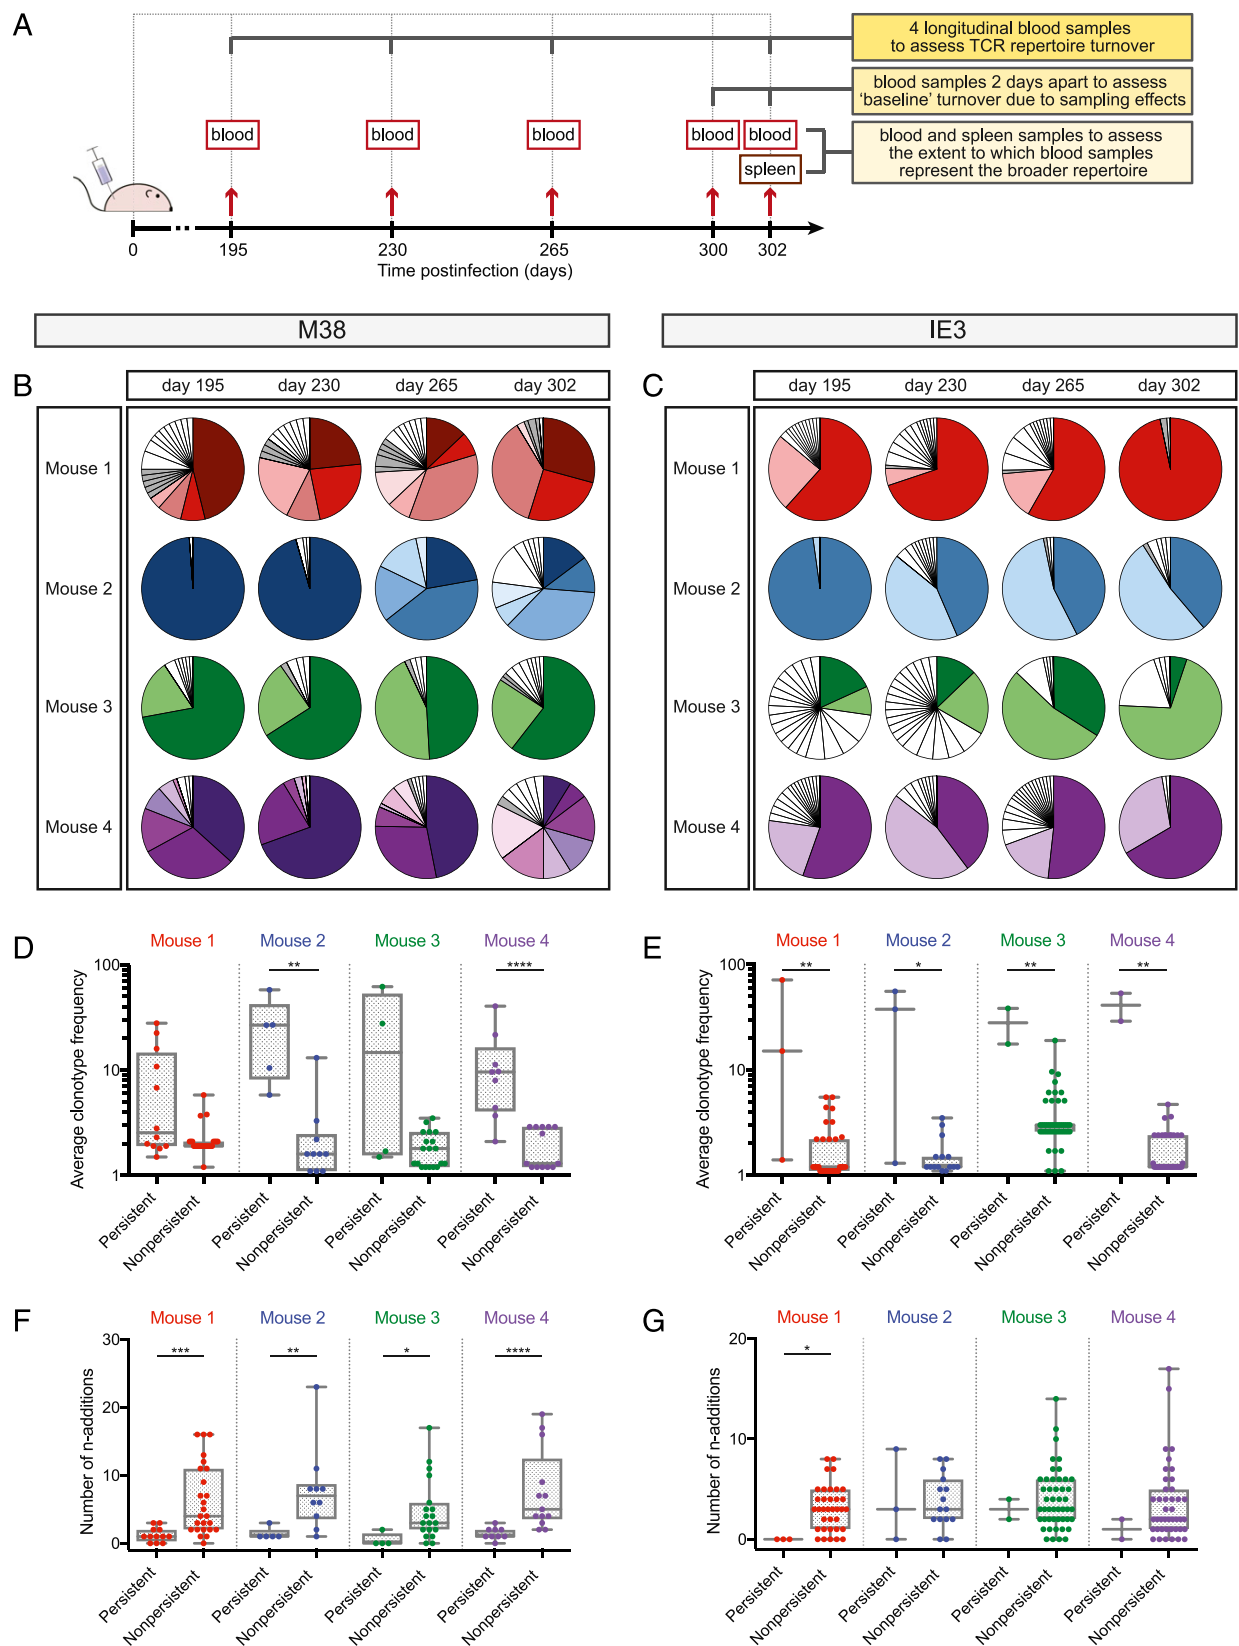 A
4 longitudinal blood samples
to assess TCR repertoire turnover
blood samples 2 days apart to assess
'baseline' turnover due to sampling effects
blood and spleen samples to assess
the extent to which blood samples
represent the broader repertoire
blood
blood
blood
blood
blood
spleen
0
195
230
265
300
302
Time postinfection (days)
M38
IE3
B
day 195
day 230
day 265
day 302
Mouse 1
Mouse 2
Mouse 3
Mouse 4
C
day 195
day 230
day 265
day 302
Mouse 1
Mouse 2
Mouse 3
Mouse 4
D
Mouse 1
Mouse 2
Mouse 3
Mouse 4
Average clonotype frequency
100
10
1
**
****
Persistent
Nonpersistent
Persistent
Nonpersistent
Persistent
Nonpersistent
Persistent
Nonpersistent
E
Mouse 1
Mouse 2
Mouse 3
Mouse 4
Average clonotype frequency
100
10
1
**
*
**
**
Persistent
Nonpersistent
Persistent
Nonpersistent
Persistent
Nonpersistent
Persistent
Nonpersistent
F
Mouse 1
Mouse 2
Mouse 3
Mouse 4
Number of n-additions
30
20
10
0
***
**
*
****
Persistent
Nonpersistent
Persistent
Nonpersistent
Persistent
Nonpersistent
Persistent
Nonpersistent
G
Mouse 1
Mouse 2
Mouse 3
Mouse 4
Number of n-additions
20
10
0
*
Persistent
Nonpersistent
Persistent
Nonpersistent
Persistent
Nonpersistent
Persistent
Nonpersistent